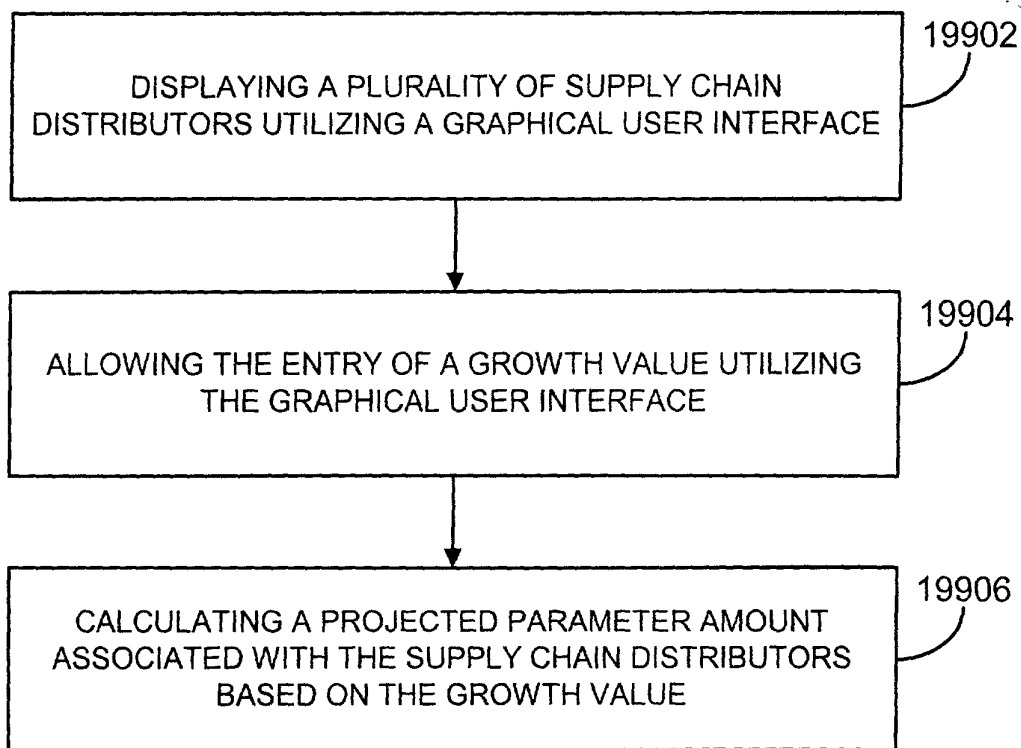 19902
DISPLAYING A PLURALITY OF SUPPLY CHAIN
DISTRIBUTORS UTILIZING A GRAPHICAL USER INTERFACE
19904
ALLOWING THE ENTRY OF A GROWTH VALUE UTILIZING
THE GRAPHICAL USER INTERFACE
19906
CALCULATING A PROJECTED PARAMETER AMOUNT
ASSOCIATED WITH THE SUPPLY CHAIN DISTRIBUTORS
BASED ON THE GROWTH VALUE